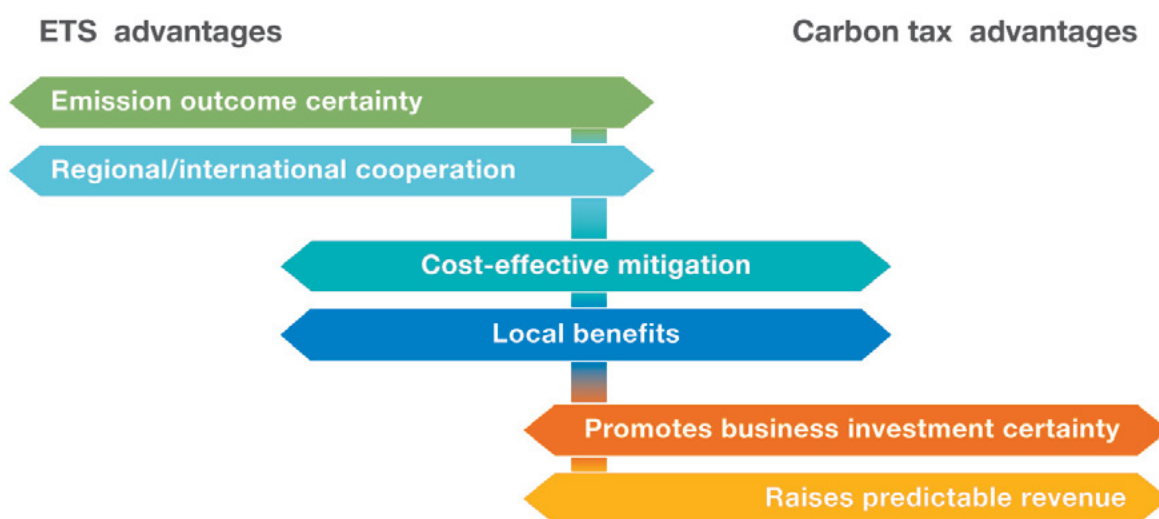 ETS advantages
Carbon tax advantages
Emission outcome certainty
Regional/international cooperation
Cost-effective mitigation
Local benefits
Promotes business investment certainty
Raises predictable revenue